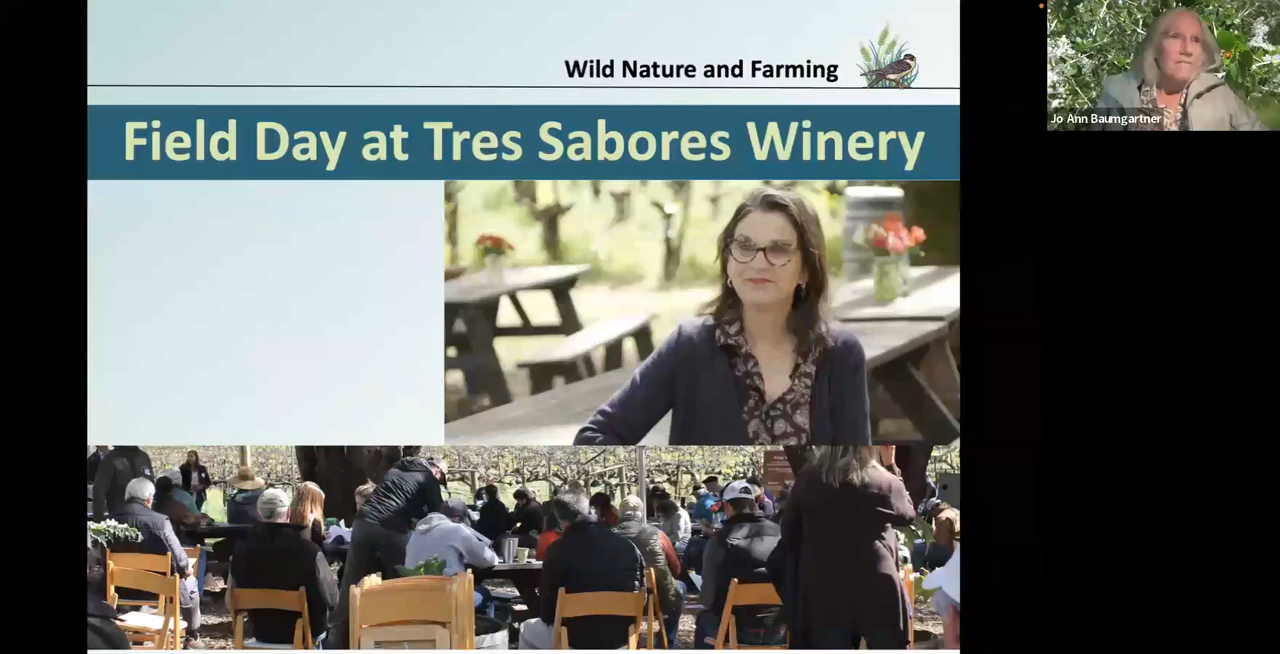 Wild Nature and Farming
Field Day at Tres Sabores Winery
Jo Ann Baumgartner